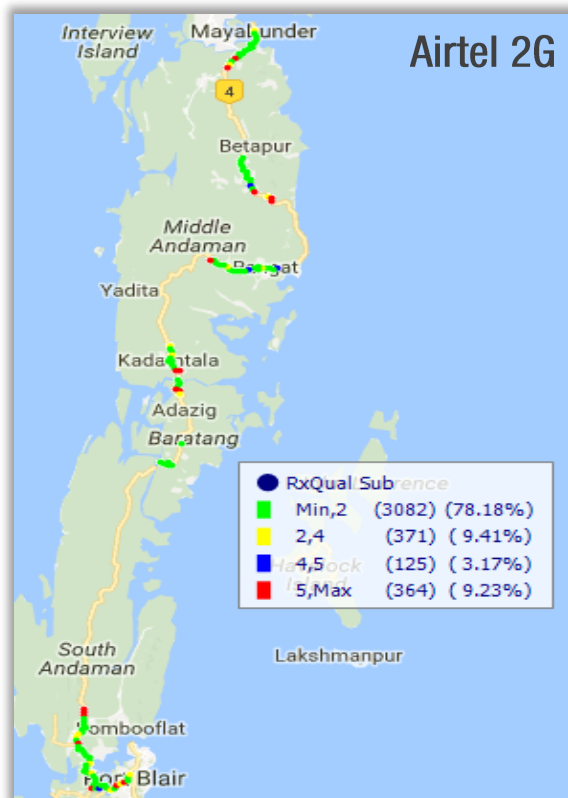 Airtel 2G
Interview
Island
Mayabunder
4
Betapur
Middle
Andaman
Rangat
Yadita
Kadamtala
Adazig
Baratang
RxQual Sub
Min,2 (3082) (78.18%)
2,4 (371) ( 9.41%)
4,5 (125) ( 3.17%)
5,Max (364) ( 9.23%)
Island
Lakshmanpur
South
Andaman
Bombooflat
Port Blair